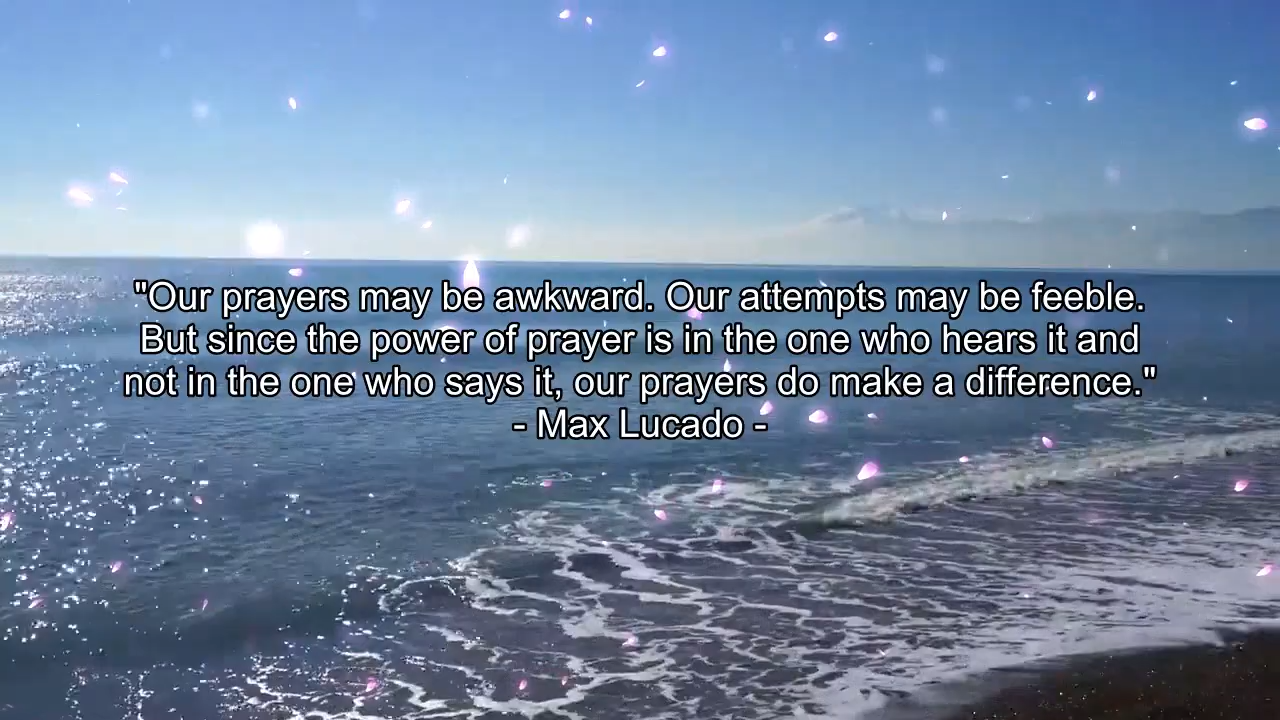 "Our prayers may be awkward. Our attempts may be feeble.
But since the power of prayer is in the one who hears it and
not in the one who says it, our prayers do make a difference."
- Max Lucado -